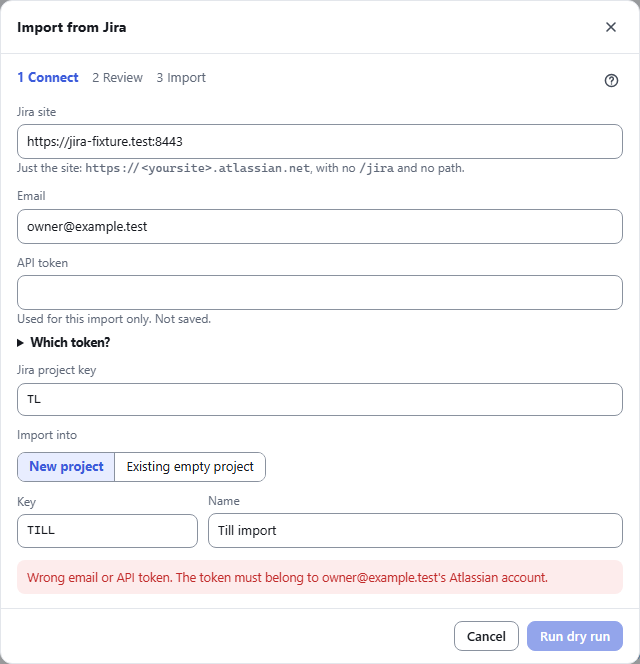 Import from Jira
1 Connect 2 Review 3 Import
Jira site
https://jira-fixture.test:8443
Just the site: https://<yoursite>.atlassian.net, with no /jira and no path.
Email
owner@example.test
API token
Used for this import only. Not saved.
Which token?
Jira project key
TL
Import into
New project Existing empty project
Key Name
TILL Till import
Wrong email or API token. The token must belong to owner@example.test's Atlassian account.
Cancel Run dry run